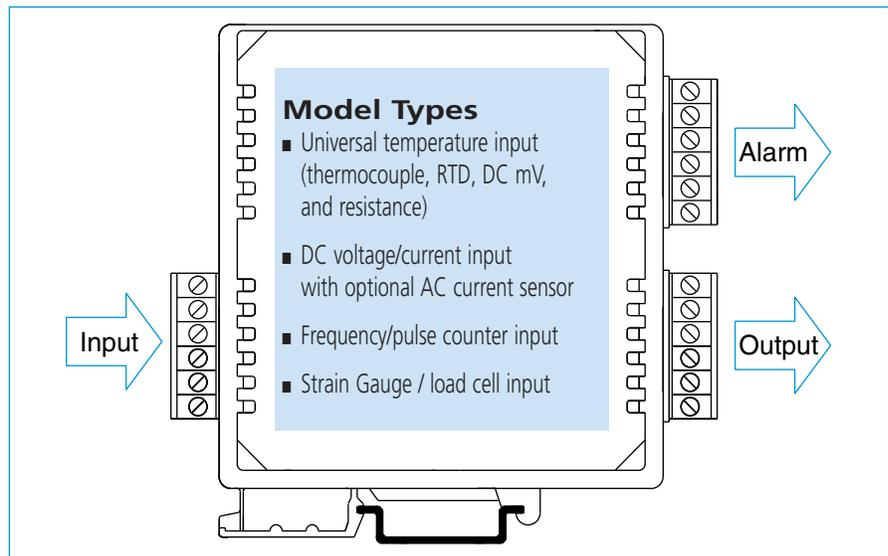 Model Types
■ Universal temperature input
(thermocouple, RTD, DC mV,
and resistance)
■ DC voltage/current input
with optional AC current sensor
■ Frequency/pulse counter input
■ Strain Gauge / load cell input
Alarm
Input
Output